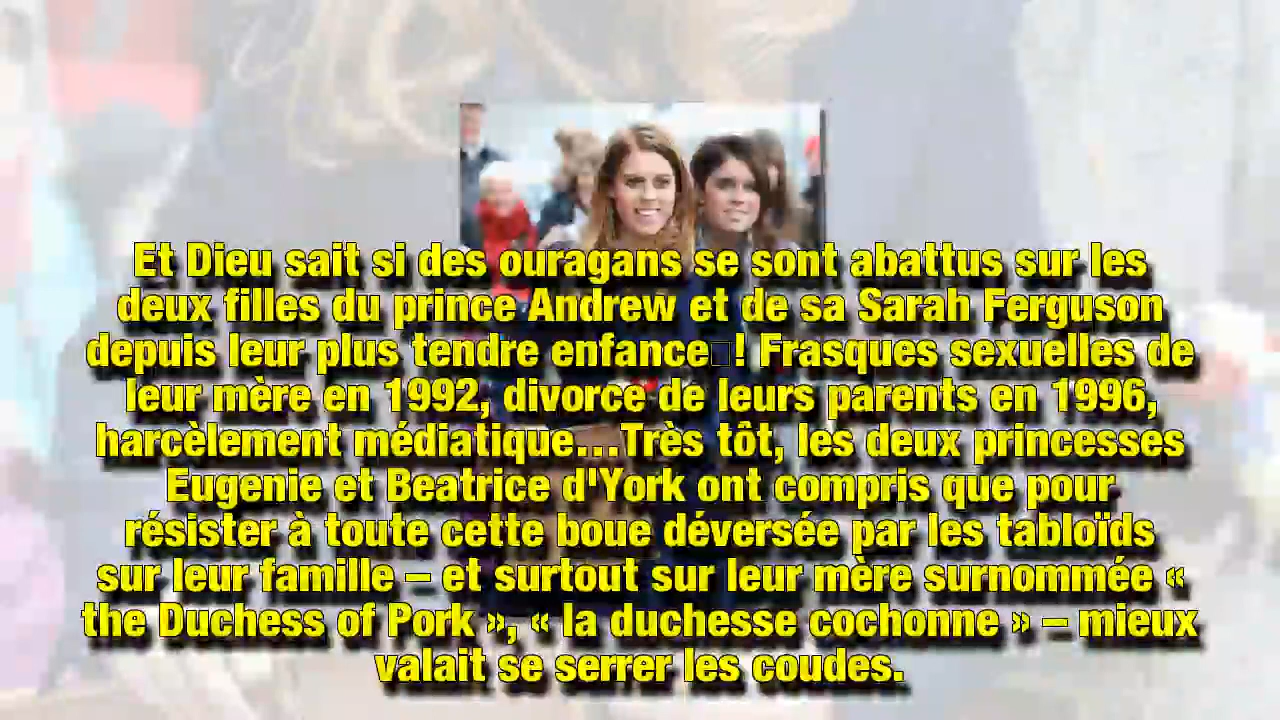 Et Dieu sait si des ouragans se sont abattus sur les
deux filles du prince Andrew et de sa Sarah Ferguson
depuis leur plus tendre enfance□! Frasques sexuelles de
leur mère en 1992, divorce de leurs parents en 1996,
harcèlement médiatique…Très tôt, les deux princesses
Eugenie et Beatrice d'York ont compris que pour
résister à toute cette boue déversée par les tabloïds
sur leur famille – et surtout sur leur mère surnommée «
the Duchess of Pork », « la duchesse cochonne » – mieux
valait se serrer les coudes.